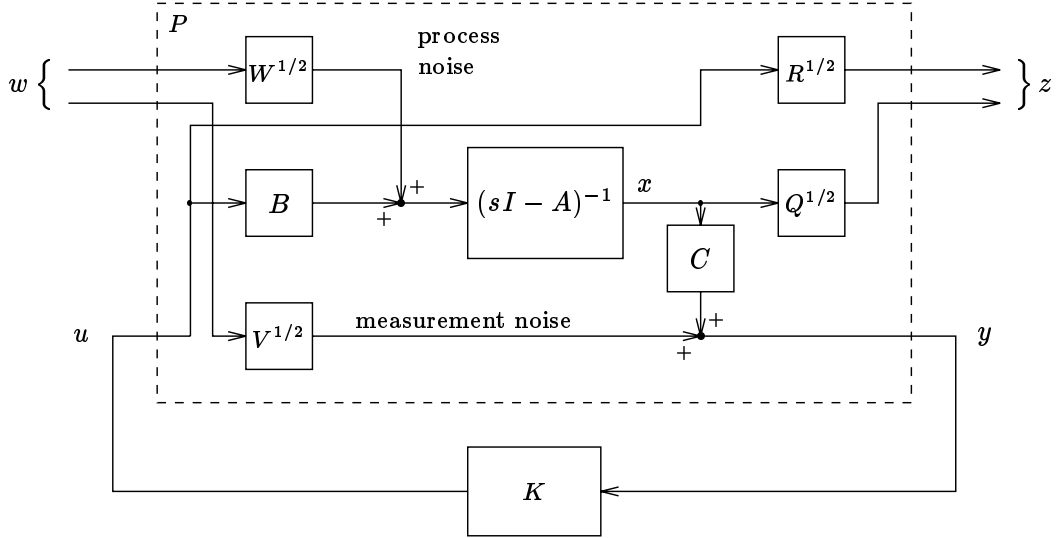 P
process
noise
w {
W^{1/2}
R^{1/2}
} z
+
B
+
(sI − A)^{-1}
x
Q^{1/2}
C
u
V^{1/2}
measurement noise
+
+
y
K